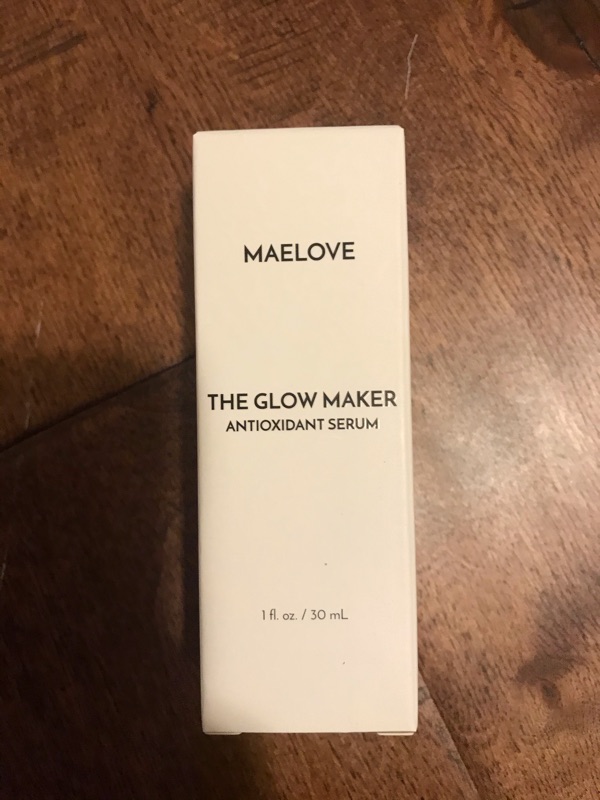 MAELOVE
THE GLOW MAKER
ANTIOXIDANT SERUM
1 fl. oz. / 30 mL